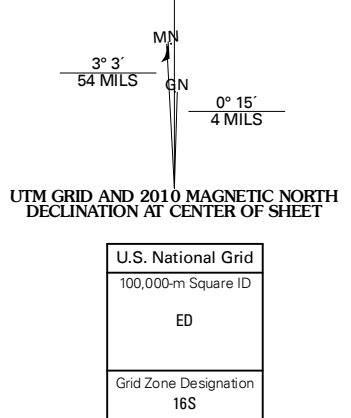 MN
3° 3´
54 MILS
GN
0° 15´
4 MILS
UTM GRID AND 2010 MAGNETIC NORTH
DECLINATION AT CENTER OF SHEET
U.S. National Grid
100,000-m Square ID
ED
Grid Zone Designation
16S